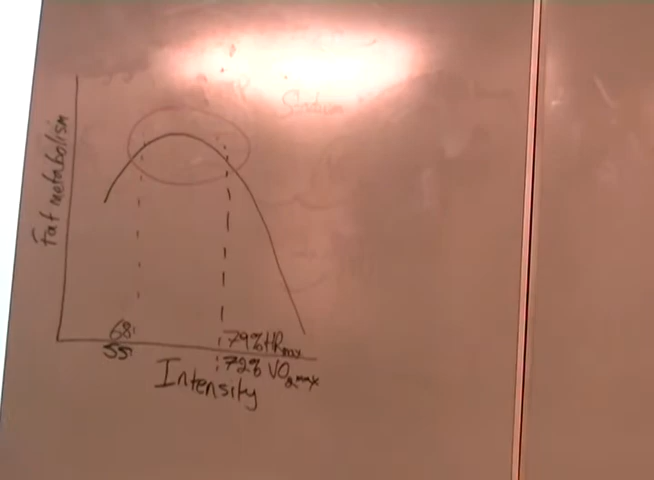 Fat metabolism
68
79% HRmax
55
72% VO2max
Intensity